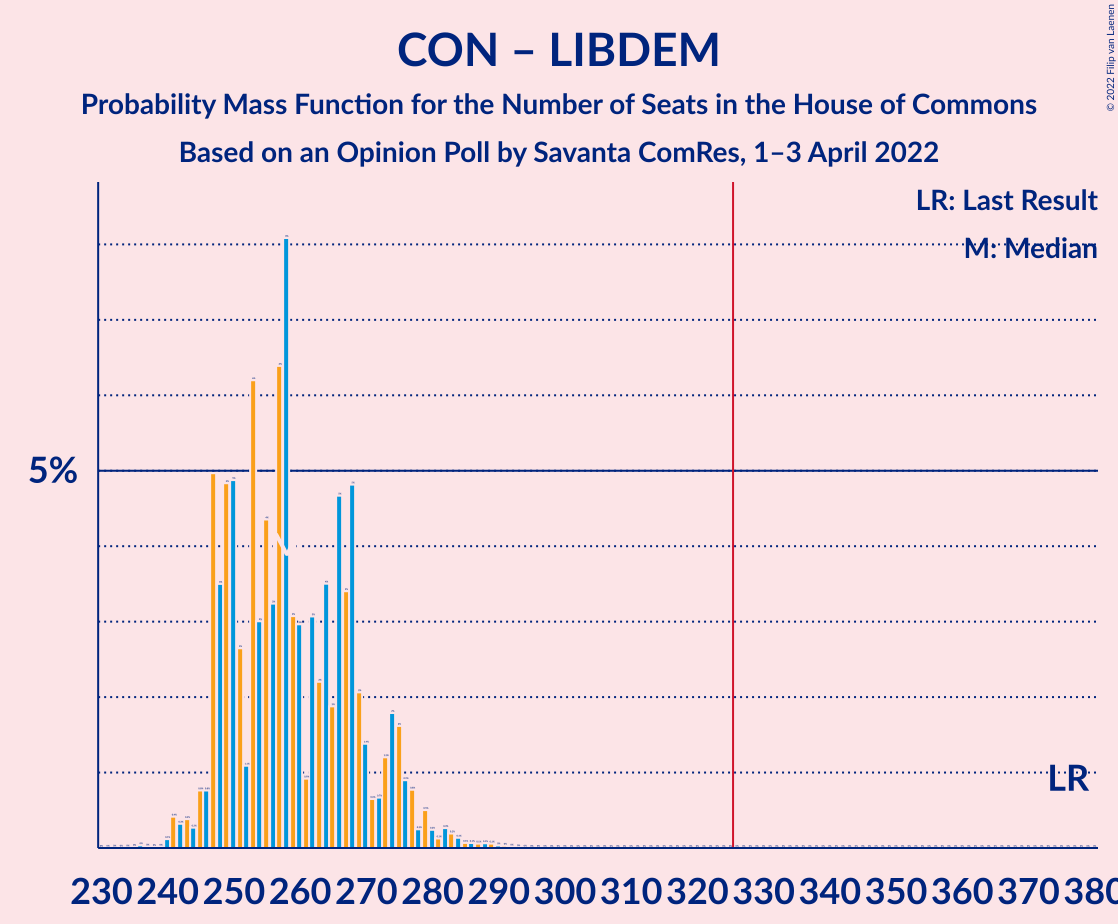 CON – LIBDEM
Probability Mass Function for the Number of Seats in the House of Commons
Based on an Opinion Poll by Savanta ComRes, 1–3 April 2022
© 2022 Filip van Laenen
LR: Last Result
M: Median
5%
LR
230 240 250 260 270 280 290 300 310 320 330 340 350 360 370 380